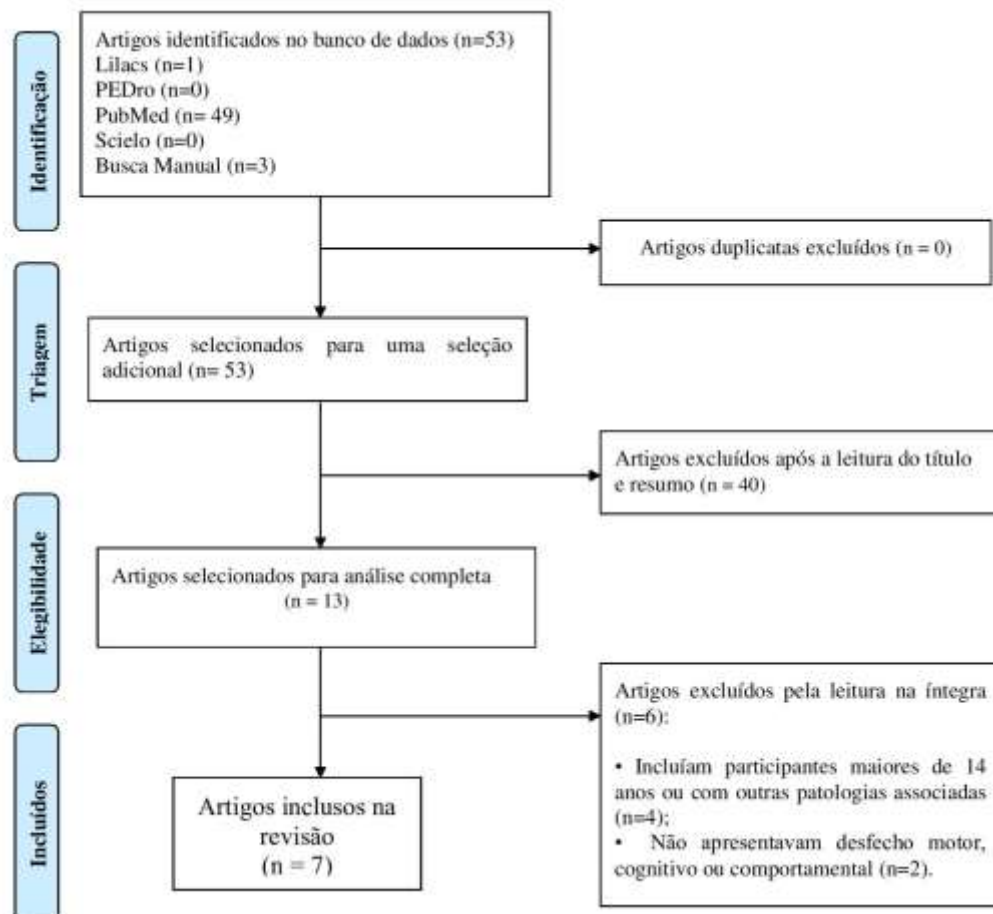 Identificação
Artigos identificados no banco de dados (n=53)
Lilacs (n=1)
PEDro (n=0)
PubMed (n= 49)
Scielo (n=0)
Busca Manual (n=3)
Artigos duplicatas excluídos (n = 0)
Triagem
Artigos selecionados para uma seleção
adicional (n= 53)
Artigos excluídos após a leitura do título
e resumo (n = 40)
Elegibilidade
Artigos selecionados para análise completa
(n = 13)
Artigos excluídos pela leitura na íntegra
(n=6):
• Incluíam participantes maiores de 14
anos ou com outras patologias associadas
(n=4);
• Não apresentavam desfecho motor,
cognitivo ou comportamental (n=2).
Incluídos
Artigos inclusos na
revisão
(n = 7)